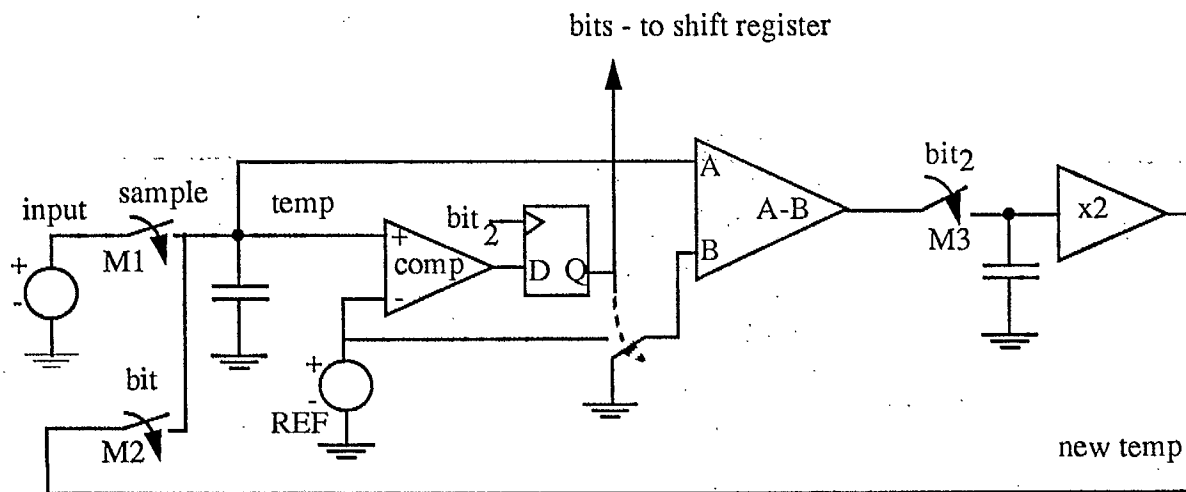 bits - to shift register
input
sample
temp
bit2
A
A-B
B
bit2
x2
M1
M3
+
-
+
comp
-
D Q
+
-
REF
bit
M2
new temp